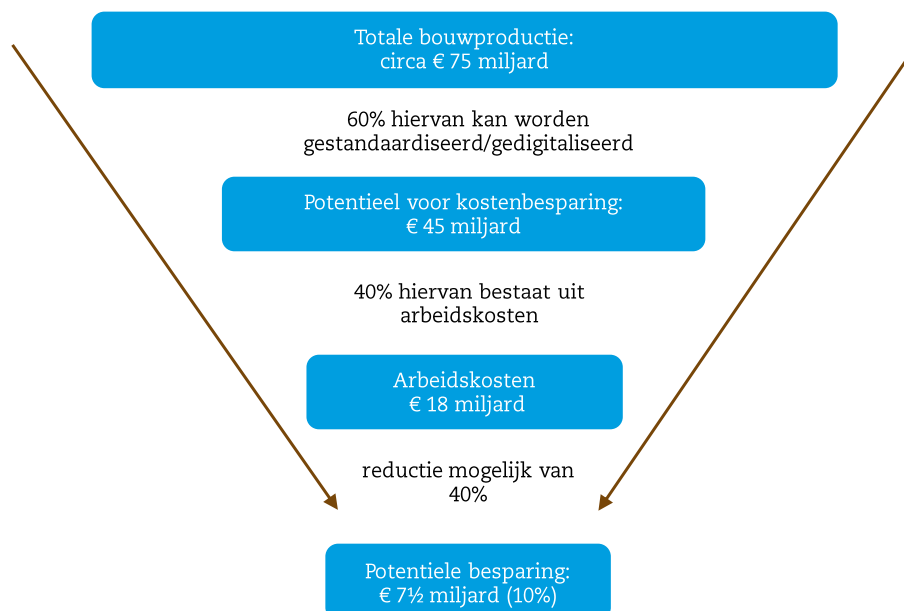 Totale bouwproductie:
circa € 75 miljard
60% hiervan kan worden
gestandaardiseerd/gedigitaliseerd
Potentieel voor kostenbesparing:
€ 45 miljard
40% hiervan bestaat uit
arbeidskosten
Arbeidskosten
€ 18 miljard
reductie mogelijk van
40%
Potentiele besparing:
€ 7½ miljard (10%)